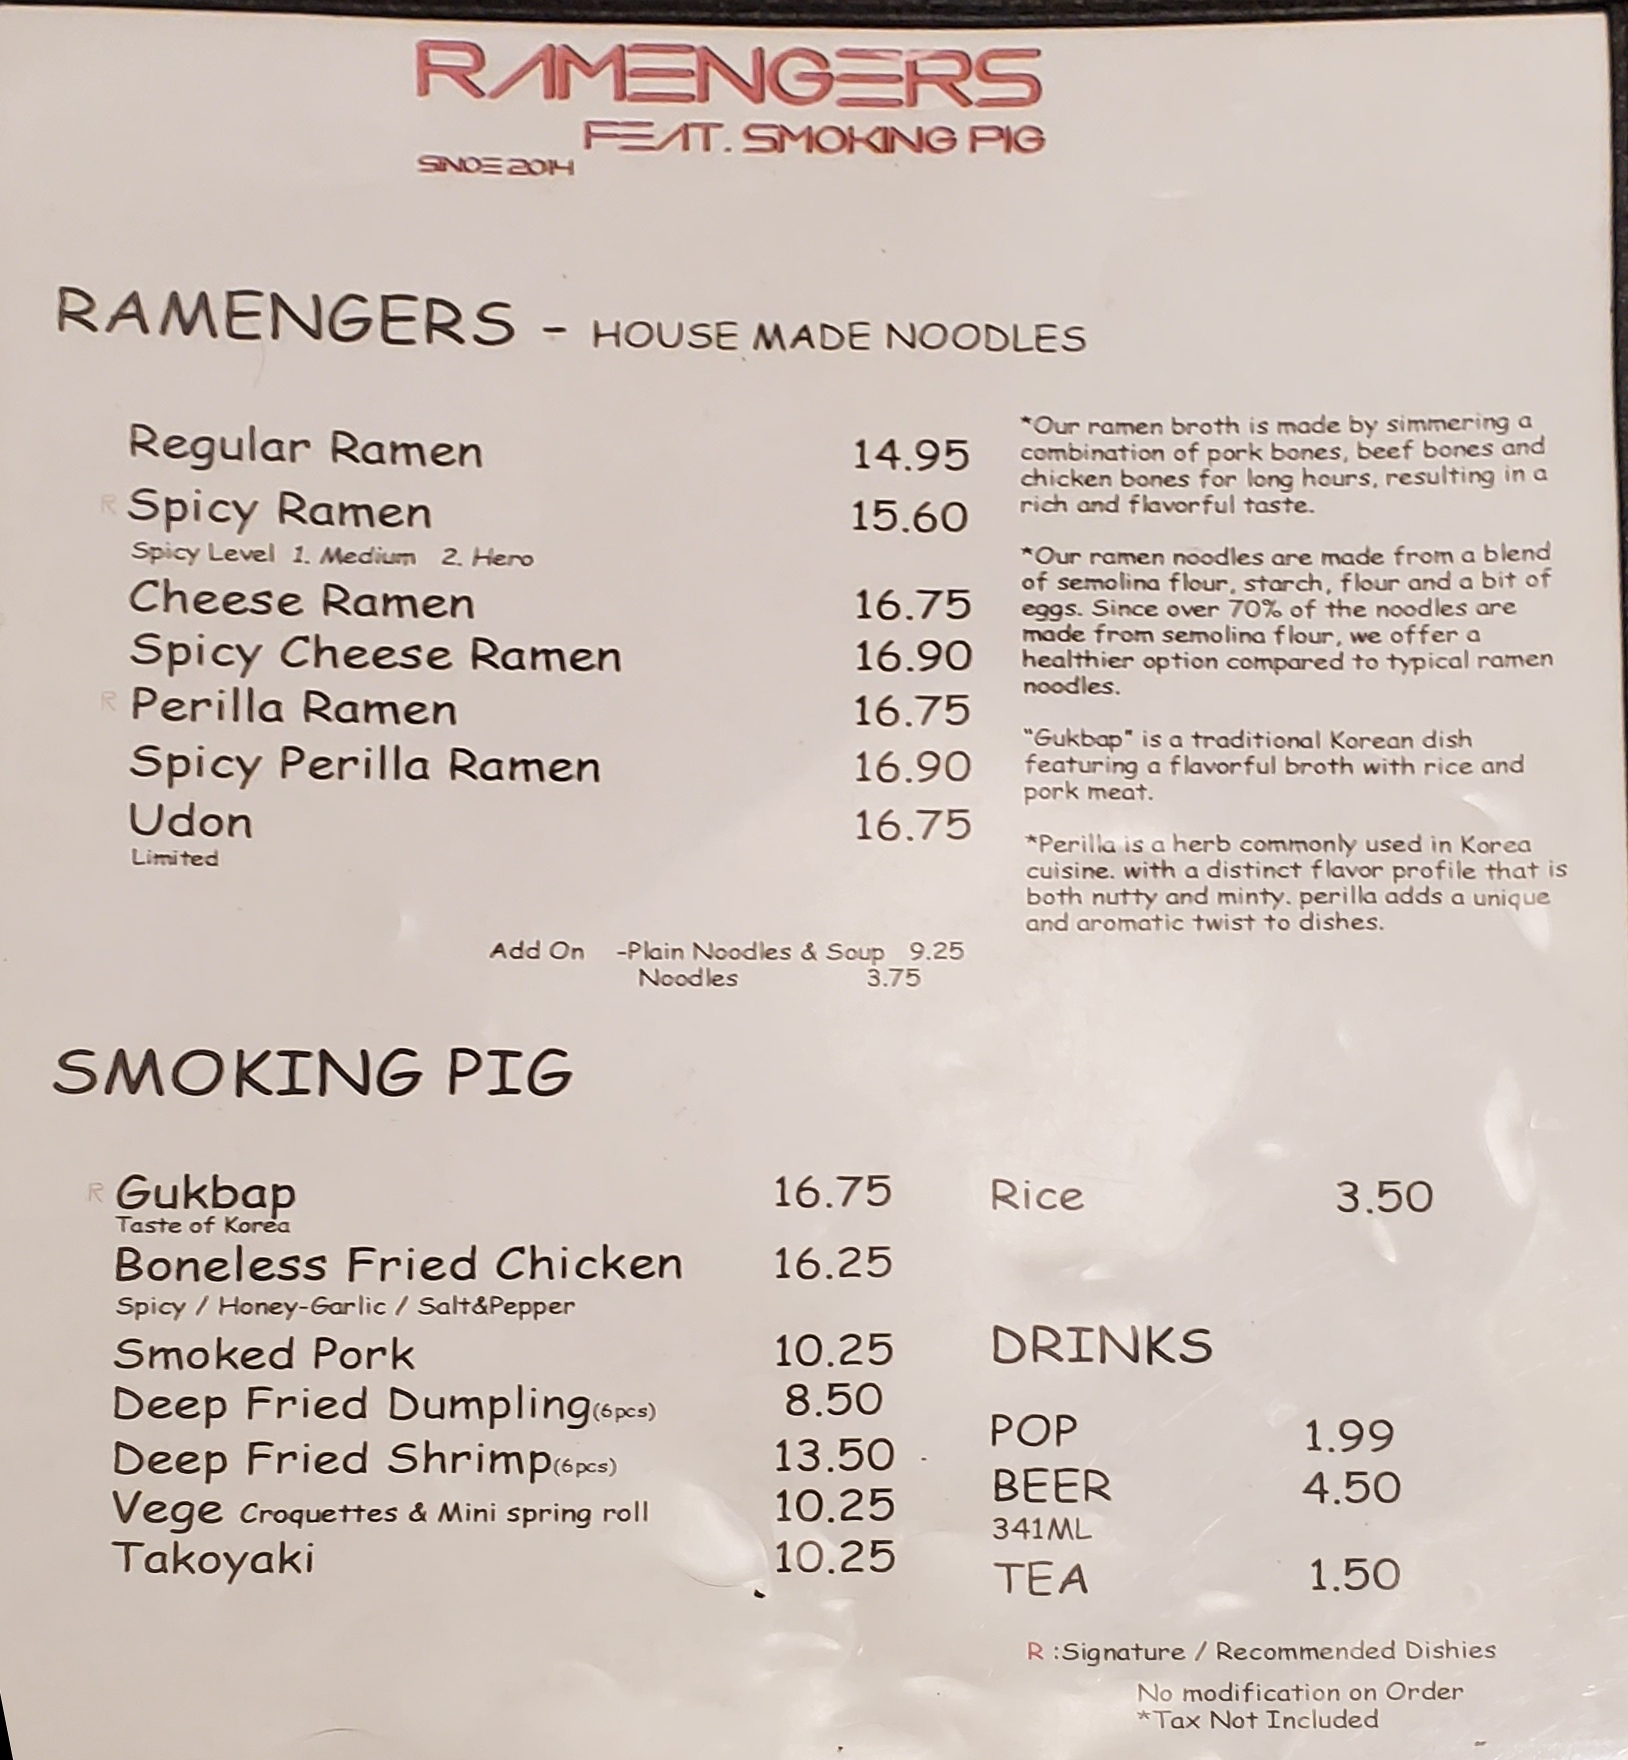 RAMENGERS
FEAT. SMOKING PIG
SINCE 2014
RAMENGERS - HOUSE MADE NOODLES
Regular Ramen 14.95
R Spicy Ramen 15.60
Spicy Level 1. Medium 2. Hero
Cheese Ramen 16.75
Spicy Cheese Ramen 16.90
R Perilla Ramen 16.75
Spicy Perilla Ramen 16.90
Udon 16.75
Limited
*Our ramen broth is made by simmering a
combination of pork bones, beef bones and
chicken bones for long hours, resulting in a
rich and flavorful taste.
*Our ramen noodles are made from a blend
of semolina flour, starch, flour and a bit of
eggs. Since over 70% of the noodles are
made from semolina flour, we offer a
healthier option compared to typical ramen
noodles.
"Gukbap" is a traditional Korean dish
featuring a flavorful broth with rice and
pork meat.
*Perilla is a herb commonly used in Korea
cuisine. with a distinct flavor profile that is
both nutty and minty. perilla adds a unique
and aromatic twist to dishes.
Add On -Plain Noodles & Soup 9.25
Noodles 3.75
SMOKING PIG
R Gukbap 16.75
Taste of Korea
Boneless Fried Chicken 16.25
Spicy / Honey-Garlic / Salt&Pepper
Smoked Pork 10.25
Deep Fried Dumpling(6pcs) 8.50
Deep Fried Shrimp(6pcs) 13.50
Vege Croquettes & Mini spring roll 10.25
Takoyaki 10.25
Rice 3.50
DRINKS
POP 1.99
BEER 4.50
341ML
TEA 1.50
R :Signature / Recommended Dishies
No modification on Order
*Tax Not Included